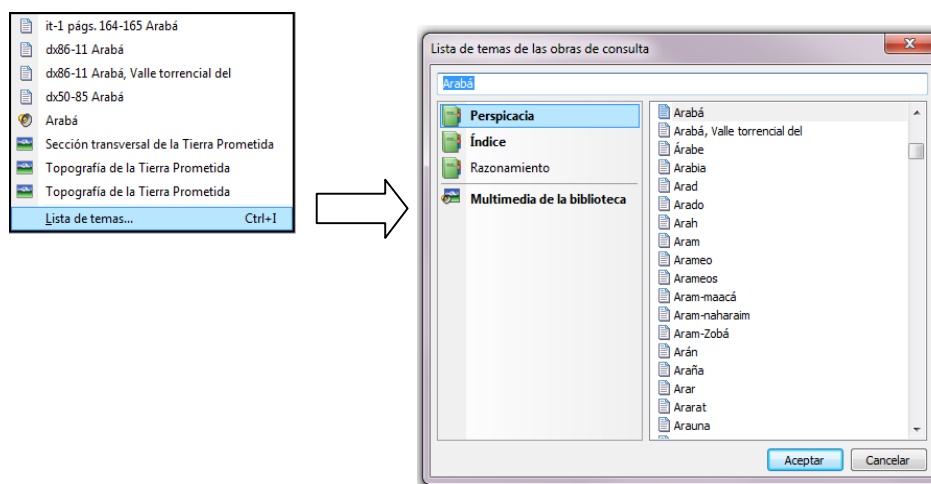 it-1 págs. 164-165 Arabá
dx86-11 Arabá
dx86-11 Arabá, Valle torrencial del
dx50-85 Arabá
Arabá
Sección transversal de la Tierra Prometida
Topografía de la Tierra Prometida
Topografía de la Tierra Prometida
Lista de temas... Ctrl+I
Lista de temas de las obras de consulta
Arabá
Perspicacia
Índice
Razonamiento
Multimedia de la biblioteca
Arabá
Arabá, Valle torrencial del
Árabe
Arabia
Arad
Arado
Arah
Aram
Arameo
Arameos
Aram-maacá
Aram-naharaim
Aram-Zobá
Arán
Araña
Arar
Ararat
Arauna
Aceptar Cancelar